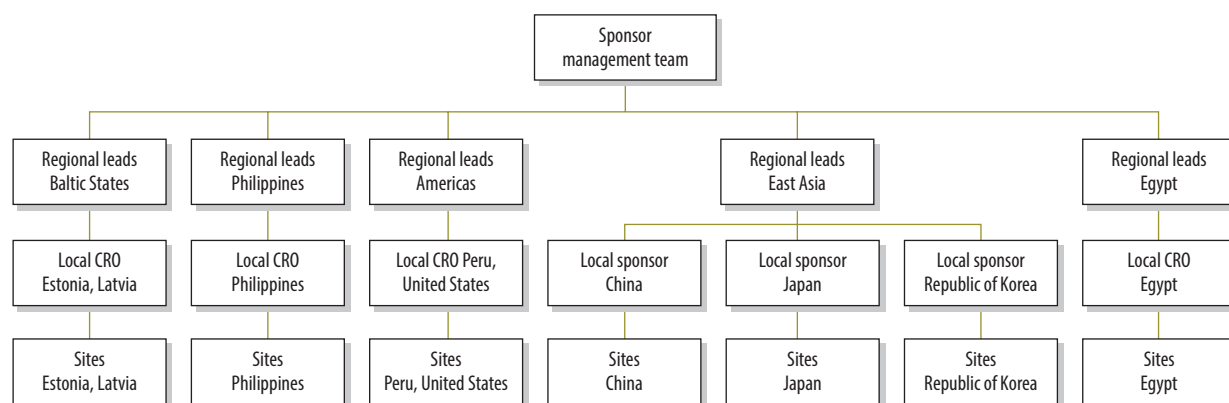 Sponsor
management team
Regional leads
Baltic States
Regional leads
Philippines
Regional leads
Americas
Regional leads
East Asia
Regional leads
Egypt
Local CRO
Estonia, Latvia
Local CRO
Philippines
Local CRO Peru,
United States
Local sponsor
China
Local sponsor
Japan
Local sponsor
Republic of Korea
Local CRO
Egypt
Sites
Estonia, Latvia
Sites
Philippines
Sites
Peru, United States
Sites
China
Sites
Japan
Sites
Republic of Korea
Sites
Egypt